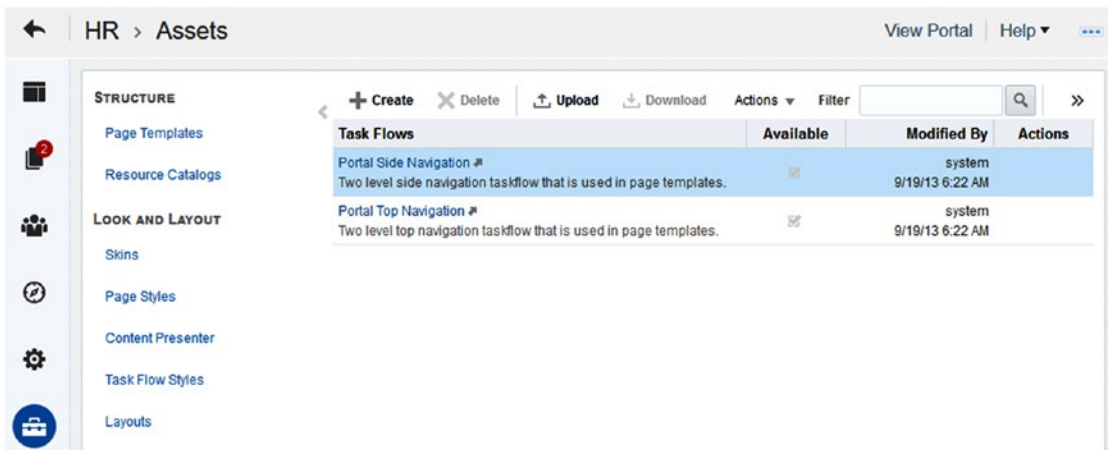 HR > Assets
View Portal
Help
STRUCTURE
Page Templates
Resource Catalogs
LOOK AND LAYOUT
Skins
Page Styles
Content Presenter
Task Flow Styles
Layouts
2
Create
Delete
Upload
Download
Actions
Filter
Task Flows
Available
Modified By
Actions
Portal Side Navigation
Two level side navigation taskflow that is used in page templates.
system
9/19/13 6:22 AM
Portal Top Navigation
Two level top navigation taskflow that is used in page templates.
system
9/19/13 6:22 AM